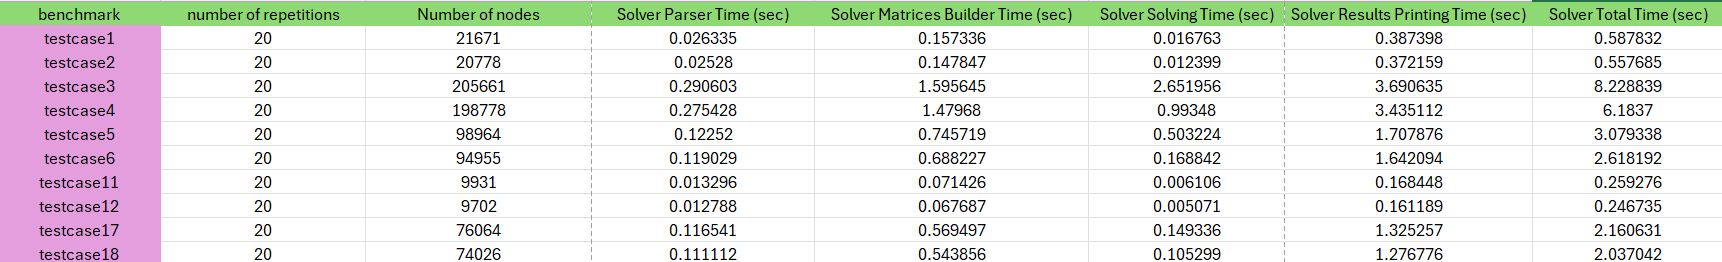 benchmark number of repetitions Number of nodes Solver Parser Time (sec) Solver Matrices Builder Time (sec) Solver Solving Time (sec) Solver Results Printing Time (sec) Solver Total Time (sec)
testcase1 20 21671 0.026335 0.157336 0.016763 0.387398 0.587832
testcase2 20 20778 0.02528 0.147847 0.012399 0.372159 0.557685
testcase3 20 205661 0.290603 1.595645 2.651956 3.690635 8.228839
testcase4 20 198778 0.275428 1.47968 0.99348 3.435112 6.1837
testcase5 20 98964 0.12252 0.745719 0.503224 1.707876 3.079338
testcase6 20 94955 0.119029 0.688227 0.168842 1.642094 2.618192
testcase11 20 9931 0.013296 0.071426 0.006106 0.168448 0.259276
testcase12 20 9702 0.012788 0.067687 0.005071 0.161189 0.246735
testcase17 20 76064 0.116541 0.569497 0.149336 1.325257 2.160631
testcase18 20 74026 0.111112 0.543856 0.105299 1.276776 2.037042